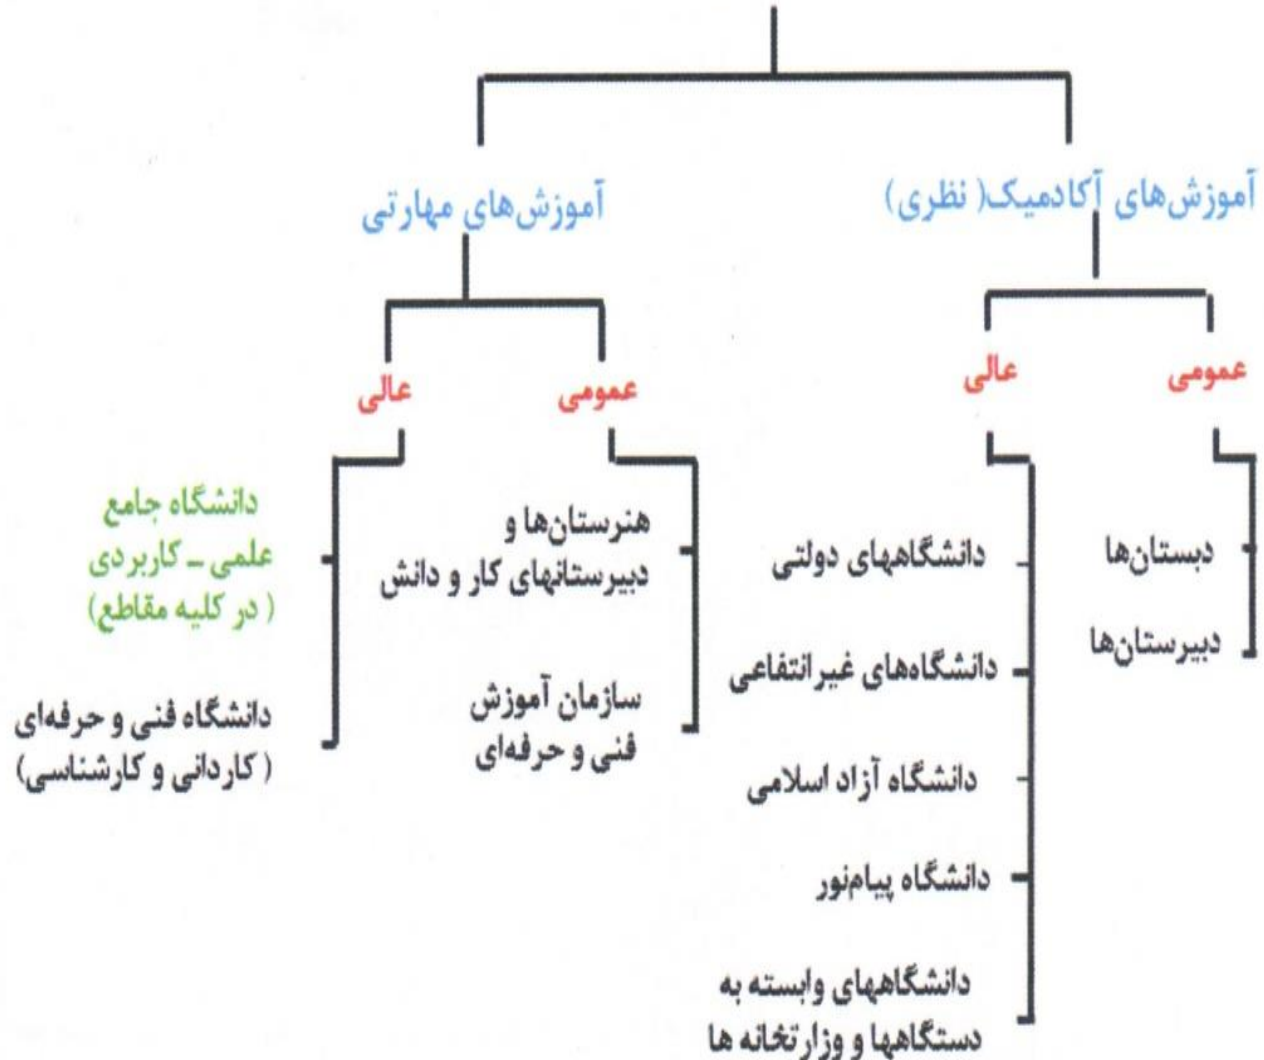 آموزش‌های آکادمیک( نظری)
آموزش‌های مهارتی
عمومی
عالی
عمومی
عالی
دبستان‌ها
دبیرستان‌ها
دانشگاههای دولتی
دانشگاه‌های غیرانتفاعی
دانشگاه آزاد اسلامی
دانشگاه پیام‌نور
دانشگاههای وابسته به
دستگاهها و وزارتخانه ها
هنرستان‌ها و
دبیرستانهای کار و دانش
سازمان آموزش
فنی و حرفه‌ای
دانشگاه جامع
علمی ـ کاربردی
( در کلیه مقاطع)
دانشگاه فنی و حرفه‌ای
( کاردانی و کارشناسی)